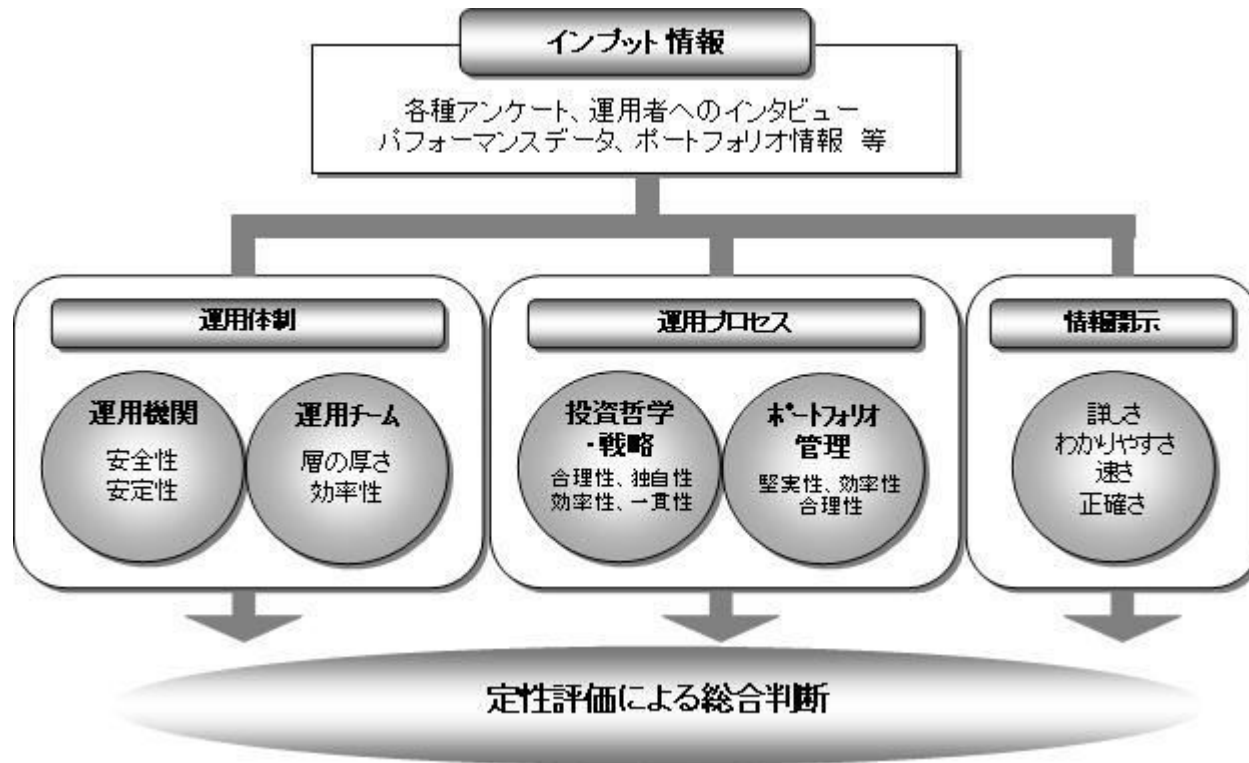 インプット情報
各種アンケート、運用者へのインタビュー
パフォーマンスデータ、ポートフォリオ情報 等
運用体制
運用機関
安全性
安定性
運用チーム
層の厚さ
効率性
運用プロセス
投資哲学
・戦略
合理性、独自性
効率性、一貫性
ポートフォリオ
管理
堅実性、効率性
合理性
情報開示
詳しさ
わかりやすさ
速さ
正確さ
定性評価による総合判断